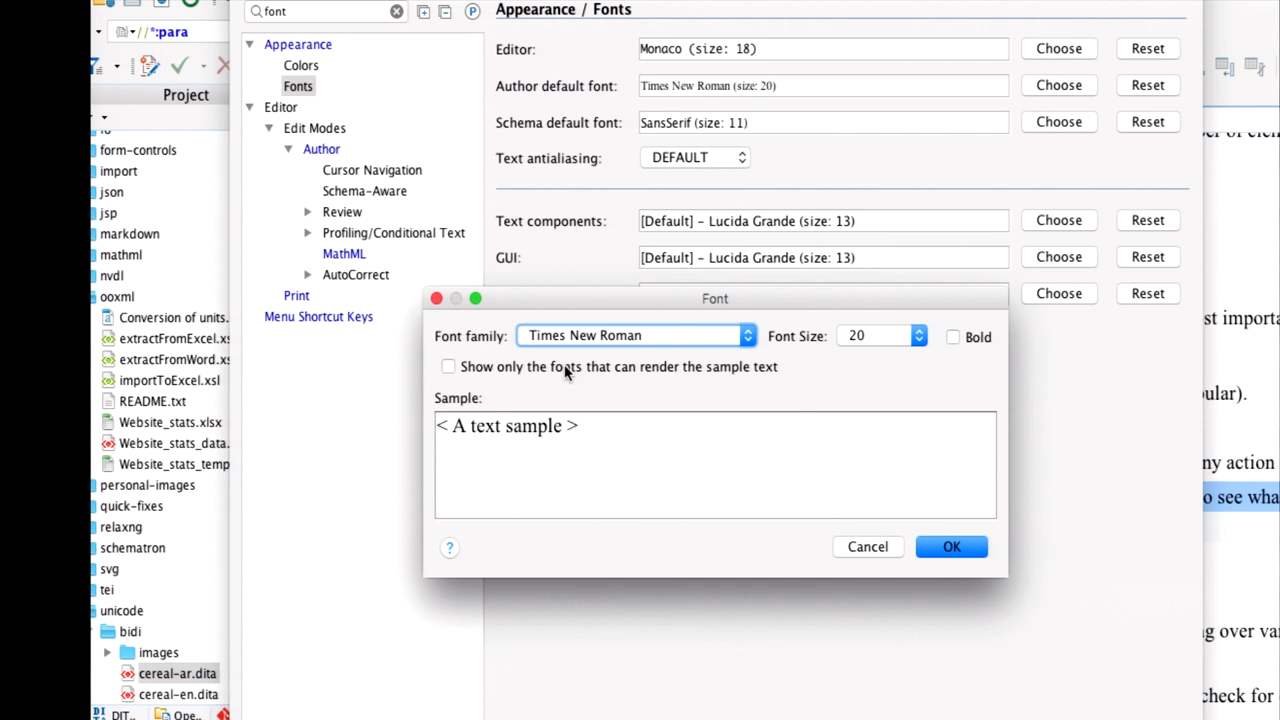 font
P
Appearance / Fonts
//*:para
Project
form-controls
import
json
jsp
markdown
mathml
nvdl
ooxml
Conversion of units.
extractFromExcel.xs
extractFromWord.xs
importToExcel.xsl
README.txt
Website_stats.xlsx
Website_stats_data.
Website_stats_temp
personal-images
quick-fixes
relaxng
schematron
svg
tei
unicode
bidi
images
cereal-ar.dita
cereal-en.dita
DIT..
Ope..
Appearance
Colors
Fonts
Editor
Edit Modes
Author
Cursor Navigation
Schema-Aware
Review
Profiling/Conditional Text
MathML
AutoCorrect
Print
Menu Shortcut Keys
Editor: Monaco (size: 18) Choose Reset
Author default font: Times New Roman (size: 20) Choose Reset
Schema default font: SansSerif (size: 11) Choose Reset
Text antialiasing: DEFAULT
Text components: [Default] - Lucida Grande (size: 13) Choose Reset
GUI: [Default] - Lucida Grande (size: 13) Choose Reset
Choose Reset
Font
Font family: Times New Roman Font Size: 20 Bold
Show only the fonts that can render the sample text
Sample:
< A text sample >
? Cancel OK
st importa
ular).
ny action
o see wha
g over va
check for